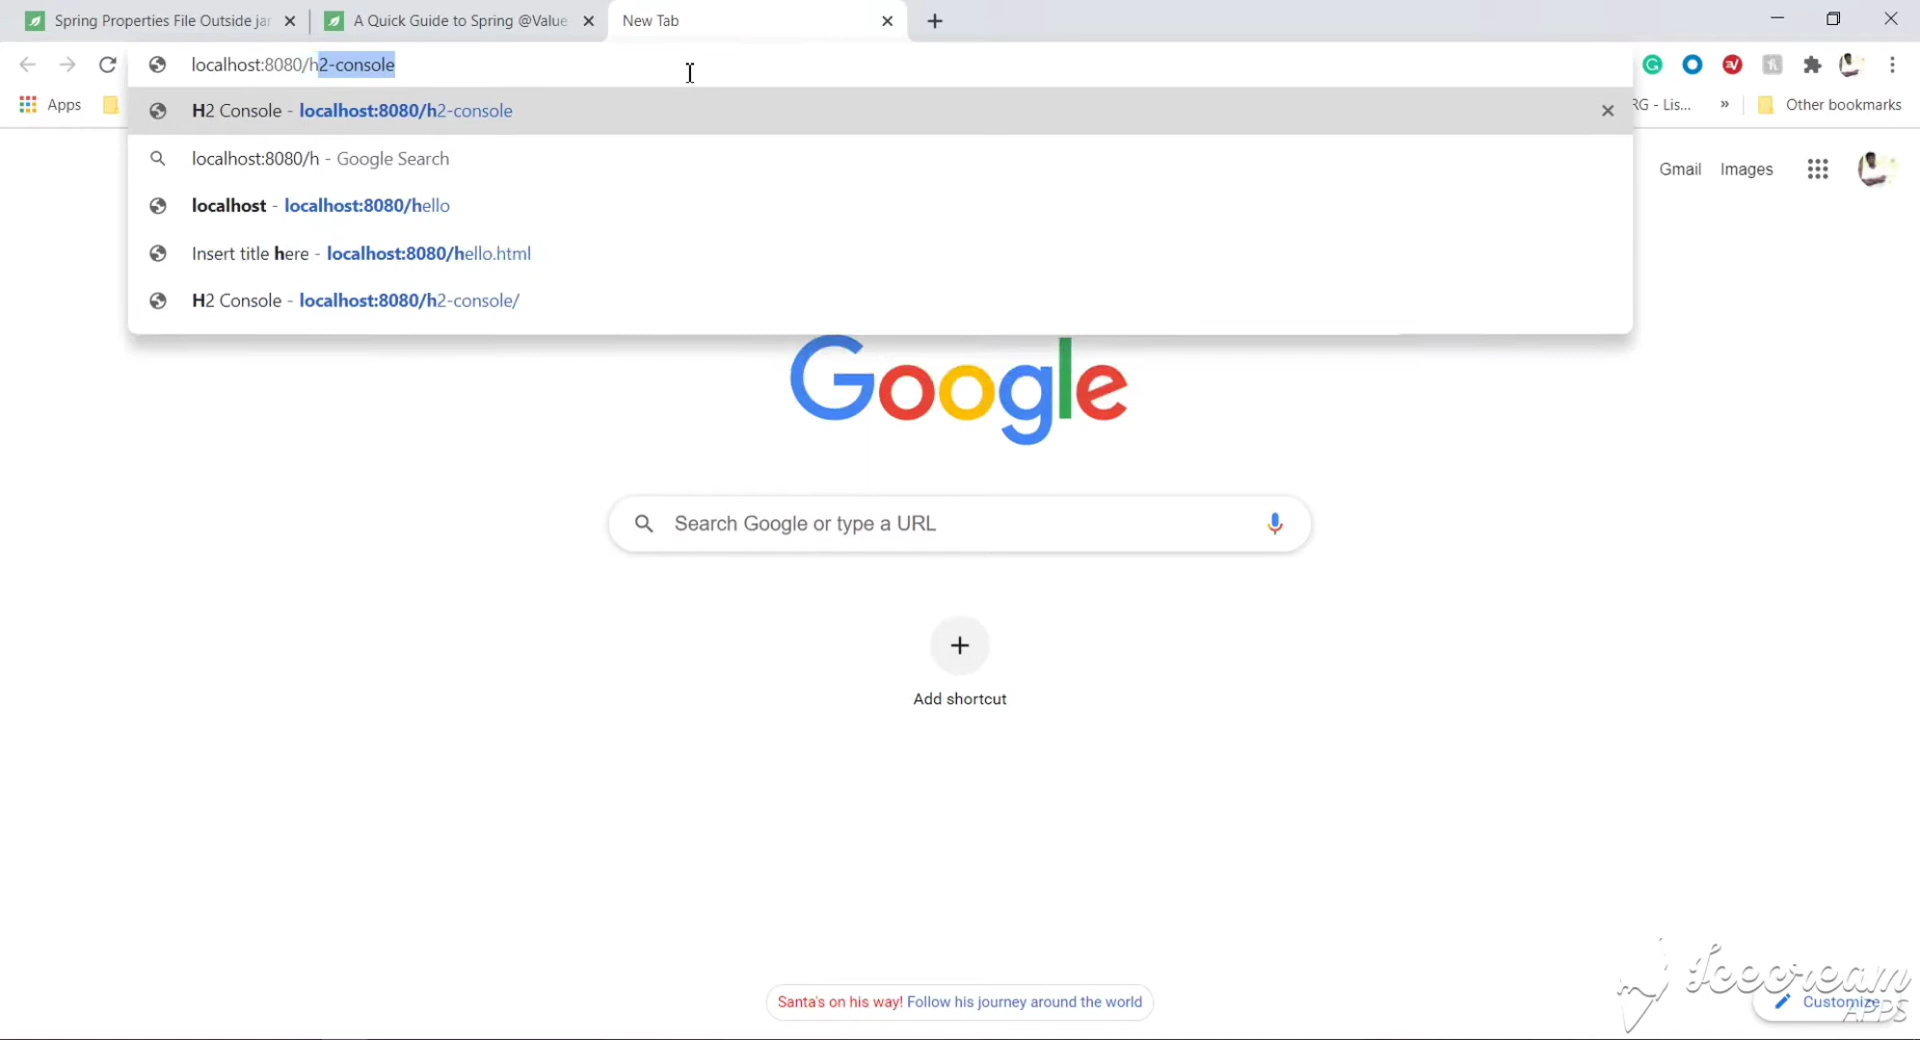 Spring Properties File Outside jar
A Quick Guide to Spring @Value
New Tab
localhost:8080/h2-console
Apps
RG - Lis...
»
Other bookmarks
H2 Console - localhost:8080/h2-console
localhost:8080/h - Google Search
localhost - localhost:8080/hello
Insert title here - localhost:8080/hello.html
H2 Console - localhost:8080/h2-console/
Gmail
Images
Google
Search Google or type a URL
Add shortcut
Santa's on his way! Follow his journey around the world
Icecream
APPS
Customize